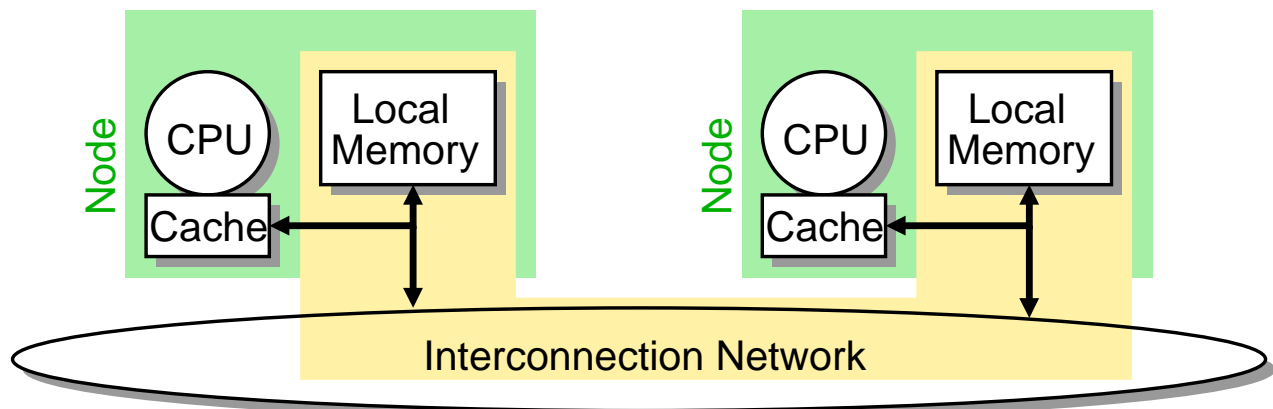 Node
CPU
Local
Memory
Cache
Node
CPU
Local
Memory
Cache
Interconnection Network